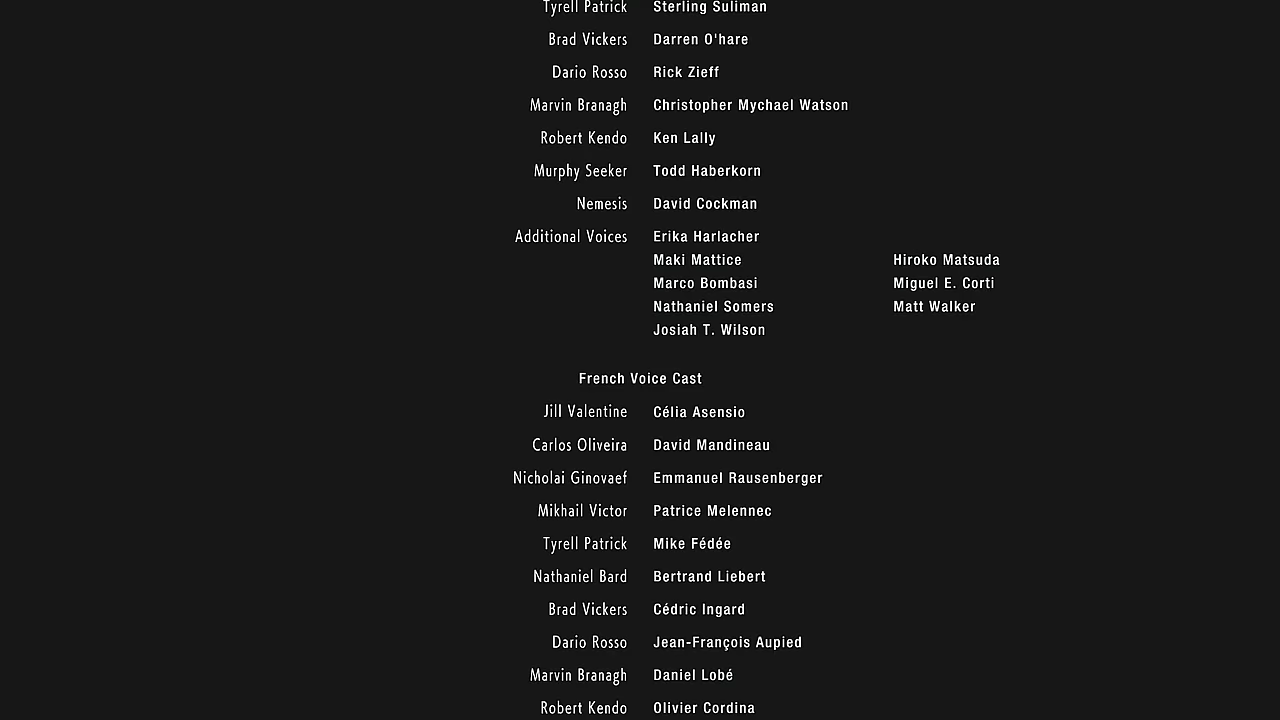 Tyrell Patrick Sterling Suliman
Brad Vickers Darren O'hare
Dario Rosso Rick Zieff
Marvin Branagh Christopher Mychael Watson
Robert Kendo Ken Lally
Murphy Seeker Todd Haberkorn
Nemesis David Cockman
Additional Voices Erika Harlacher
Maki Mattice Hiroko Matsuda
Marco Bombasi Miguel E. Corti
Nathaniel Somers Matt Walker
Josiah T. Wilson
French Voice Cast
Jill Valentine Célia Asensio
Carlos Oliveira David Mandineau
Nicholai Ginovaef Emmanuel Rausenberger
Mikhail Victor Patrice Melennec
Tyrell Patrick Mike Fédée
Nathaniel Bard Bertrand Liebert
Brad Vickers Cédric Ingard
Dario Rosso Jean-François Aupied
Marvin Branagh Daniel Lobé
Robert Kendo Olivier Cordina